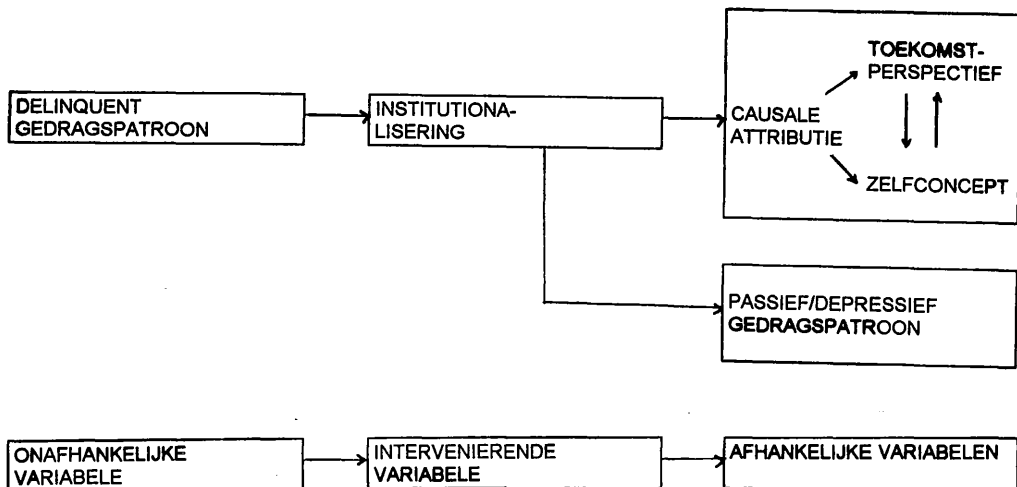 DELINQUENT
GEDRAGSPATROON
INSTITUTIONA-
LISERING
CAUSALE
ATTRIBUTIE
TOEKOMST-
PERSPECTIEF
ZELFCONCEPT
PASSIEF/DEPRESSIEF
GEDRAGSPATROON
ONAFHANKELIJKE
VARIABELE
INTERVENIERENDE
VARIABELE
AFHANKELIJKE VARIABELEN